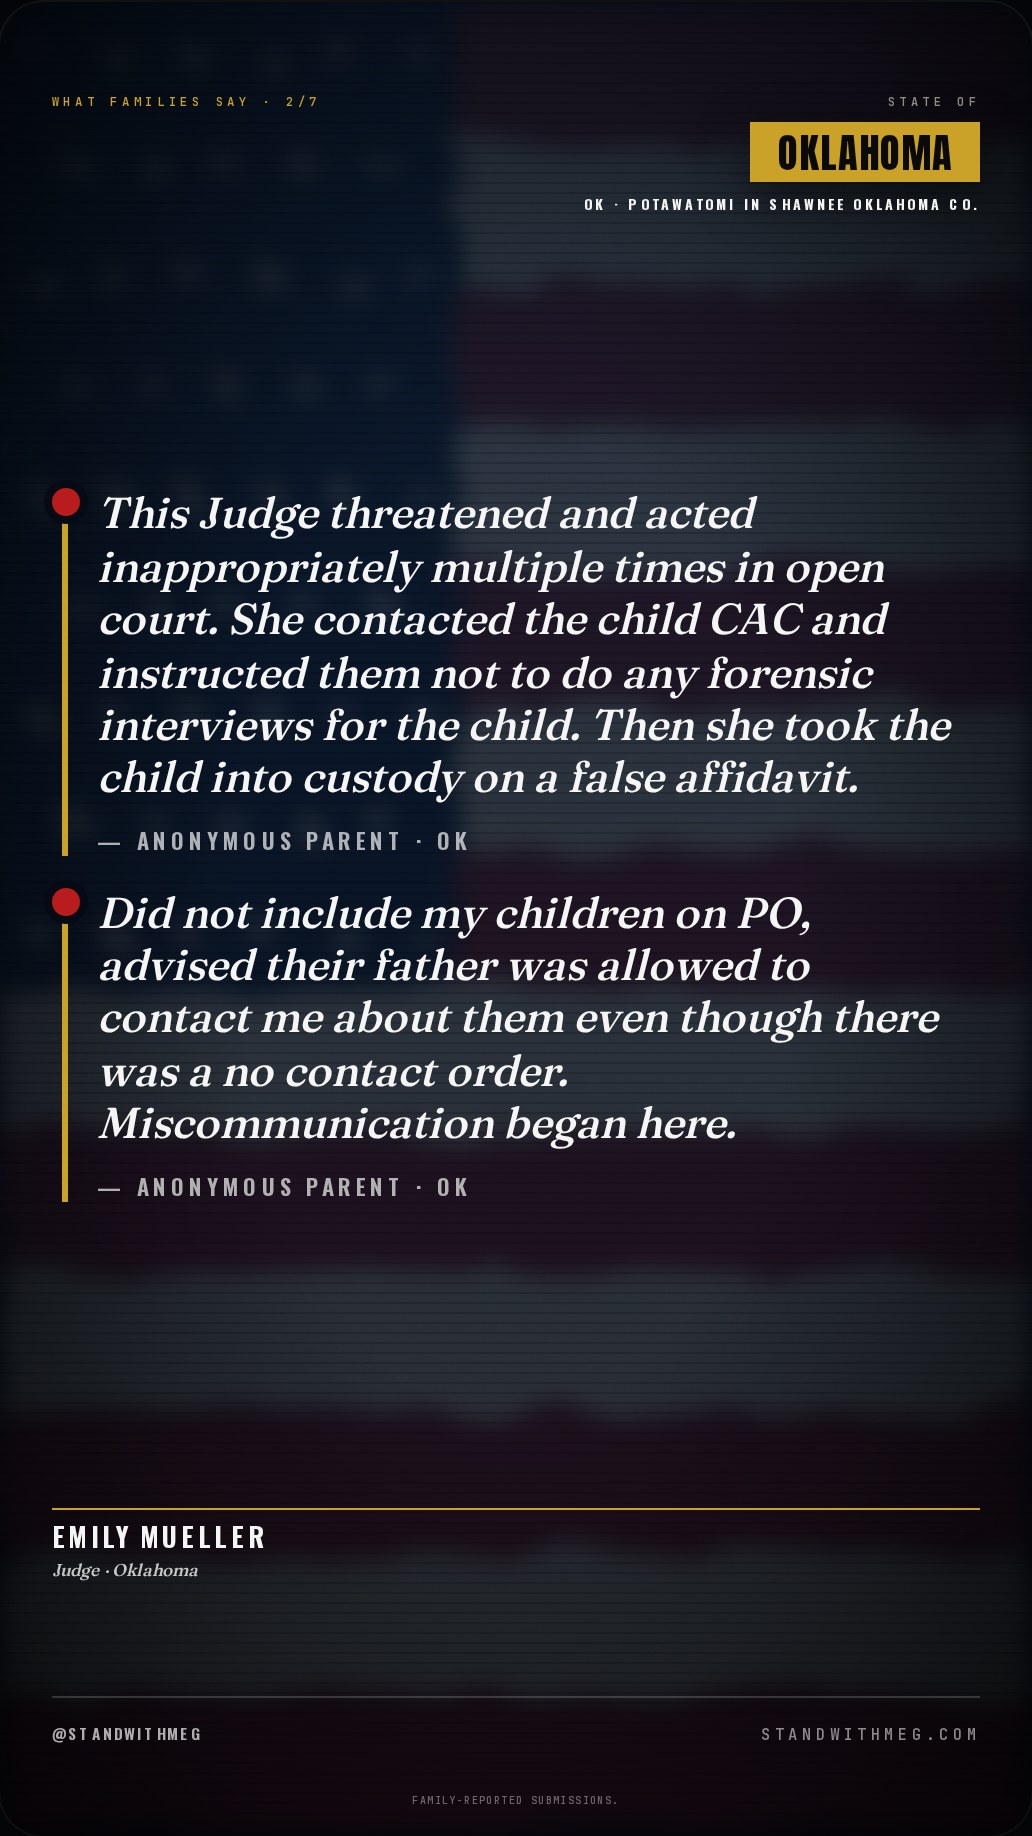 WHAT FAMILIES SAY · 2/7
STATE OF
OKLAHOMA
OK · POTAWATOMI IN SHAWNEE OKLAHOMA CO.
This Judge threatened and acted
inappropriately multiple times in open
court. She contacted the child CAC and
instructed them not to do any forensic
interviews for the child. Then she took the
child into custody on a false affidavit.
— ANONYMOUS PARENT · OK
Did not include my children on PO,
advised their father was allowed to
contact me about them even though there
was a no contact order.
Miscommunication began here.
— ANONYMOUS PARENT · OK
EMILY MUELLER
Judge · Oklahoma
@STANDWITHMEG
STANDWITHMEG.COM
FAMILY-REPORTED SUBMISSIONS.